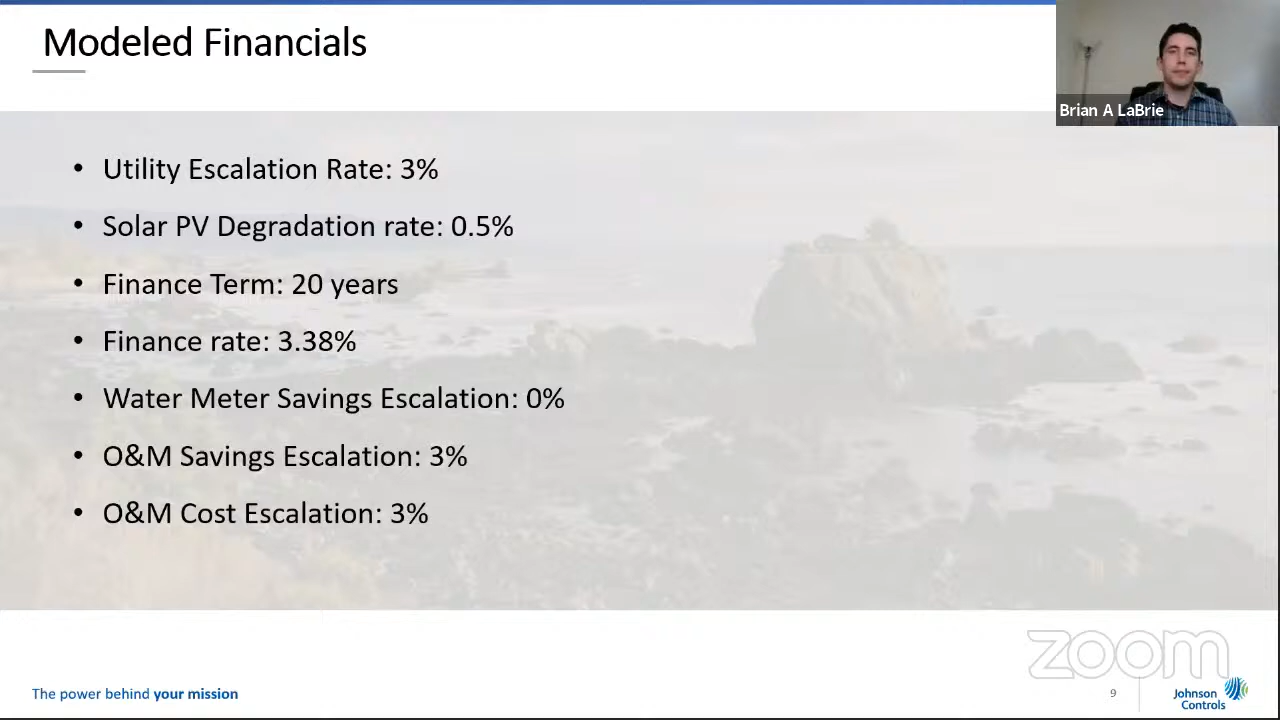 Modeled Financials
Brian A LaBrie
• Utility Escalation Rate: 3%
• Solar PV Degradation rate: 0.5%
• Finance Term: 20 years
• Finance rate: 3.38%
• Water Meter Savings Escalation: 0%
• O&M Savings Escalation: 3%
• O&M Cost Escalation: 3%
zoom
The power behind your mission
9
Johnson
Controls